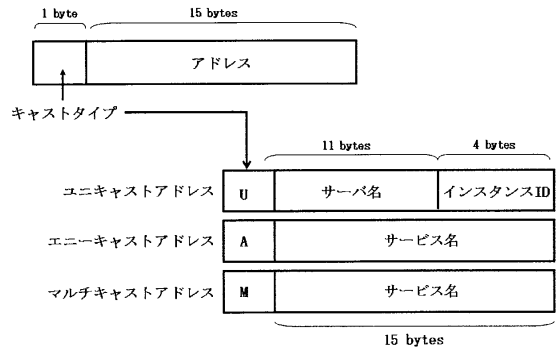 1 byte 15 bytes
アドレス
キャストタイプ
11 bytes 4 bytes
ユニキャストアドレス U サーバ名 インスタンスID
エニーキャストアドレス A サービス名
マルチキャストアドレス M サービス名
15 bytes